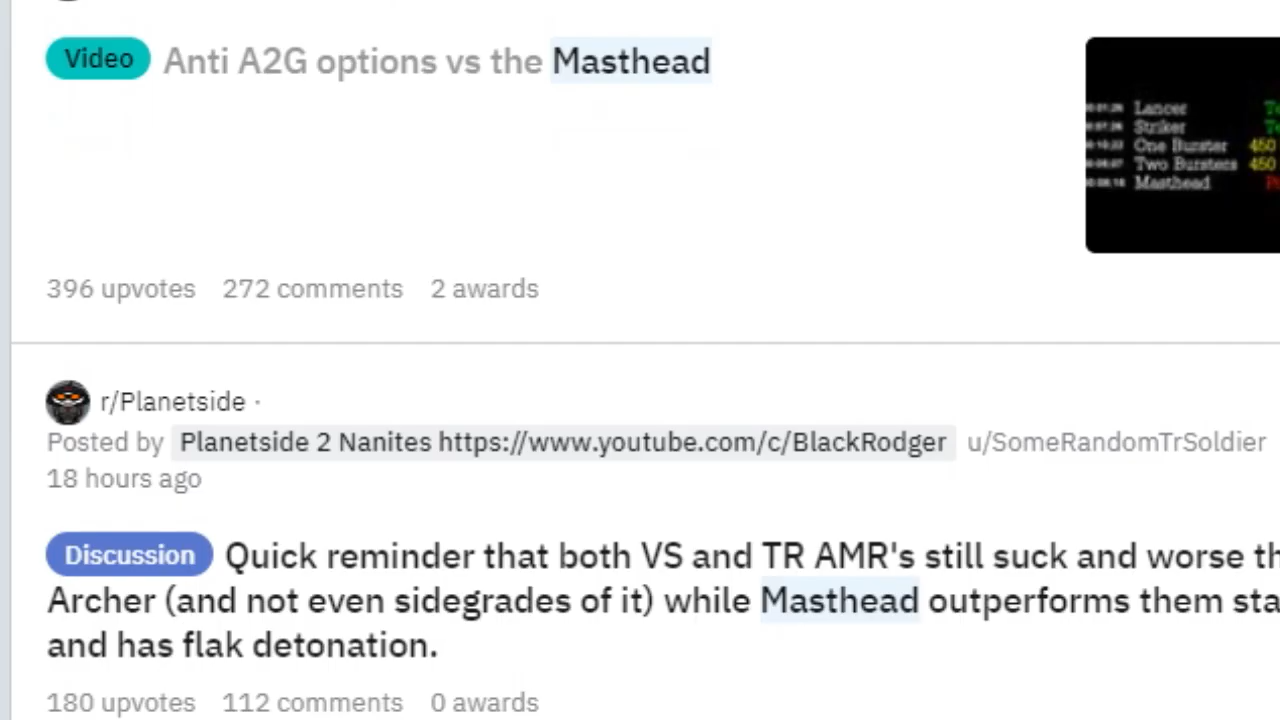 Video Anti A2G options vs the Masthead
Lancer
Striker
One Burster 450
Two Bursters 450
Masthead
396 upvotes 272 comments 2 awards
r/Planetside ·
Posted by Planetside 2 Nanites https://www.youtube.com/c/BlackRodger u/SomeRandomTrSoldier
18 hours ago
Discussion Quick reminder that both VS and TR AMR's still suck and worse th
Archer (and not even sidegrades of it) while Masthead outperforms them sta
and has flak detonation.
180 upvotes 112 comments 0 awards